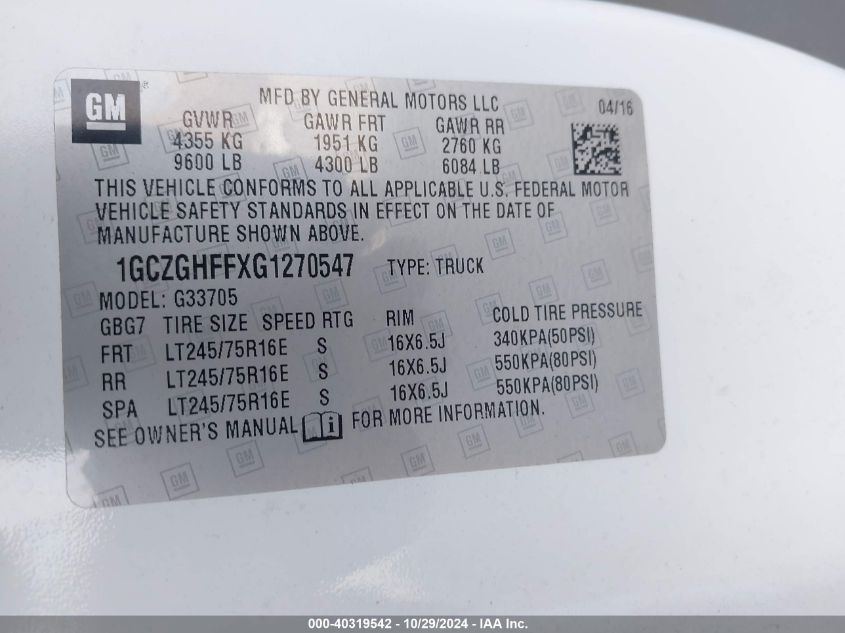 GM
MFD BY GENERAL MOTORS LLC 04/16
GVWR GAWR FRT GAWR RR
4355 KG 1951 KG 2760 KG
9600 LB 4300 LB 6084 LB
THIS VEHICLE CONFORMS TO ALL APPLICABLE U.S. FEDERAL MOTOR
VEHICLE SAFETY STANDARDS IN EFFECT ON THE DATE OF
MANUFACTURE SHOWN ABOVE.
1GCZGHFFXG1270547 TYPE: TRUCK
MODEL: G33705
GBG7 TIRE SIZE SPEED RTG RIM COLD TIRE PRESSURE
FRT LT245/75R16E S 16X6.5J 340KPA(50PSI)
RR LT245/75R16E S 16X6.5J 550KPA(80PSI)
SPA LT245/75R16E S 16X6.5J 550KPA(80PSI)
SEE OWNER'S MANUAL i FOR MORE INFORMATION.
000-40319542 - 10/29/2024 - IAA Inc.